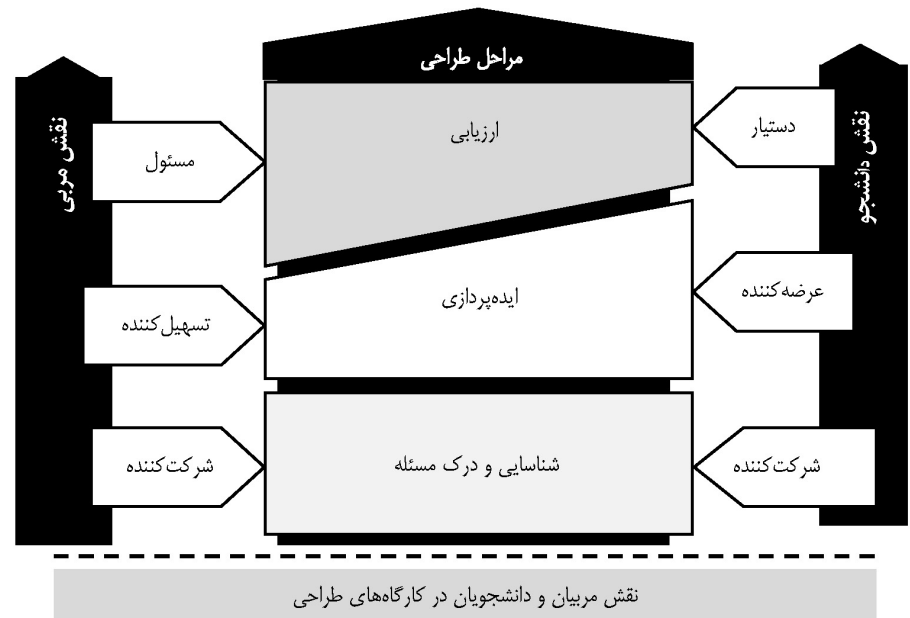 مراحل طراحی
نقش دانشجو
نقش مربی
ارزیابی
دستیار
مسئول
ایده‌پردازی
عرضه‌کننده
تسهیل‌کننده
شناسایی و درک مسئله
شرکت‌کننده
شرکت‌کننده
نقش مربیان و دانشجویان در کارگاه‌های طراحی